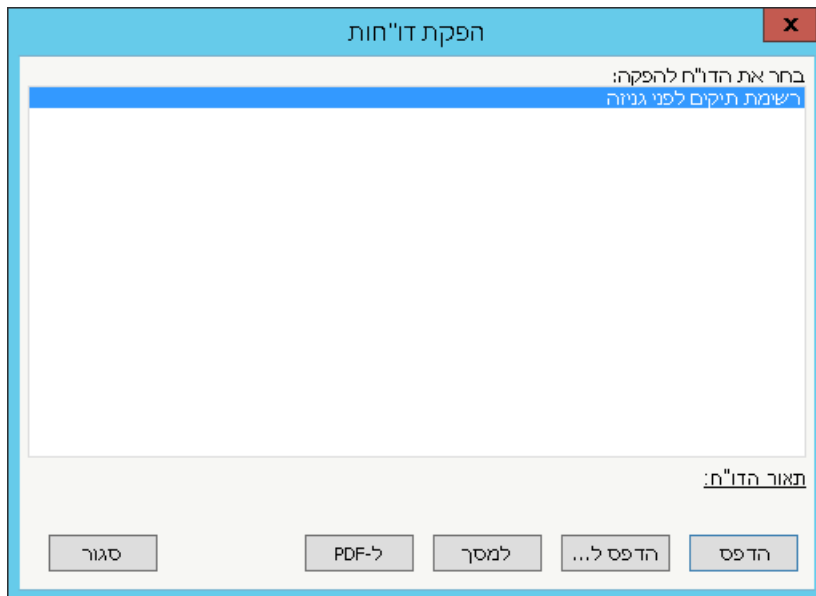 הפקת דו"חות
x
בחר את הדו"ח להפקה:
רשימת תיקים לפני גניזה
תאור הדו"ח:
הדפס
הדפס ל...
למסך
ל-PDF
סגור